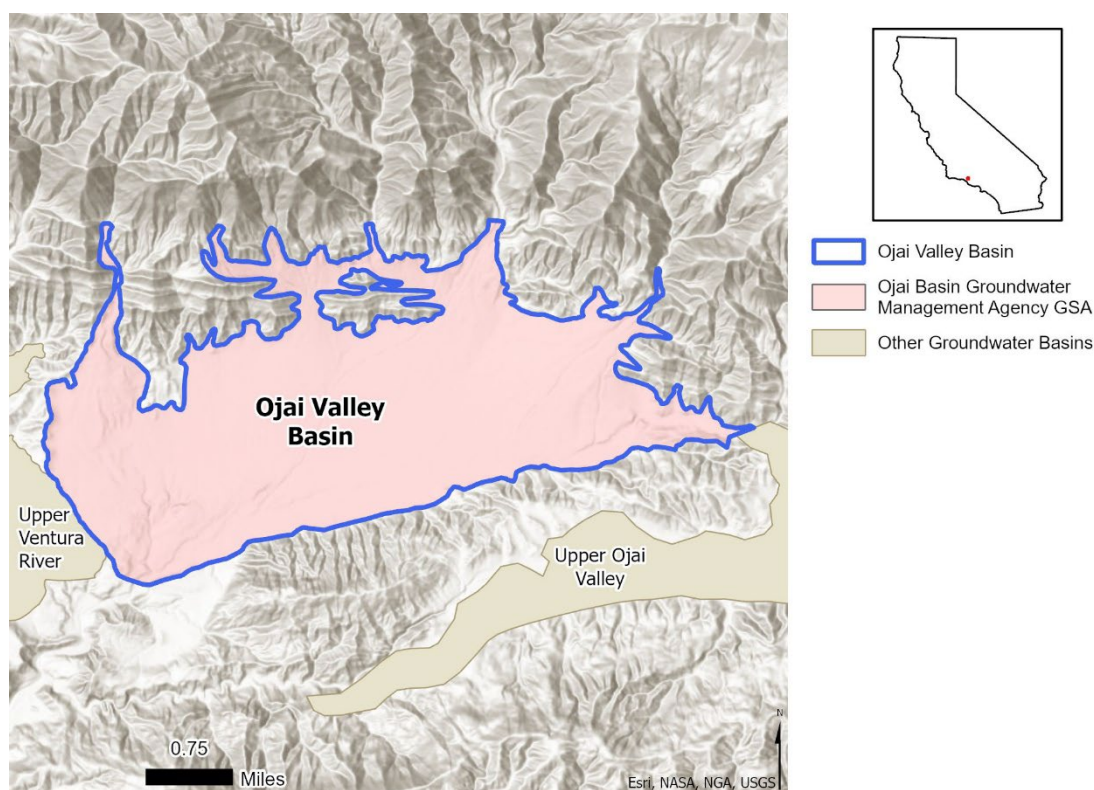 Ojai Valley
Basin
Upper
Ventura
River
Upper Ojai
Valley
0.75
Miles
N
Esri, NASA, NGA, USGS
Ojai Valley Basin
Ojai Basin Groundwater
Management Agency GSA
Other Groundwater Basins